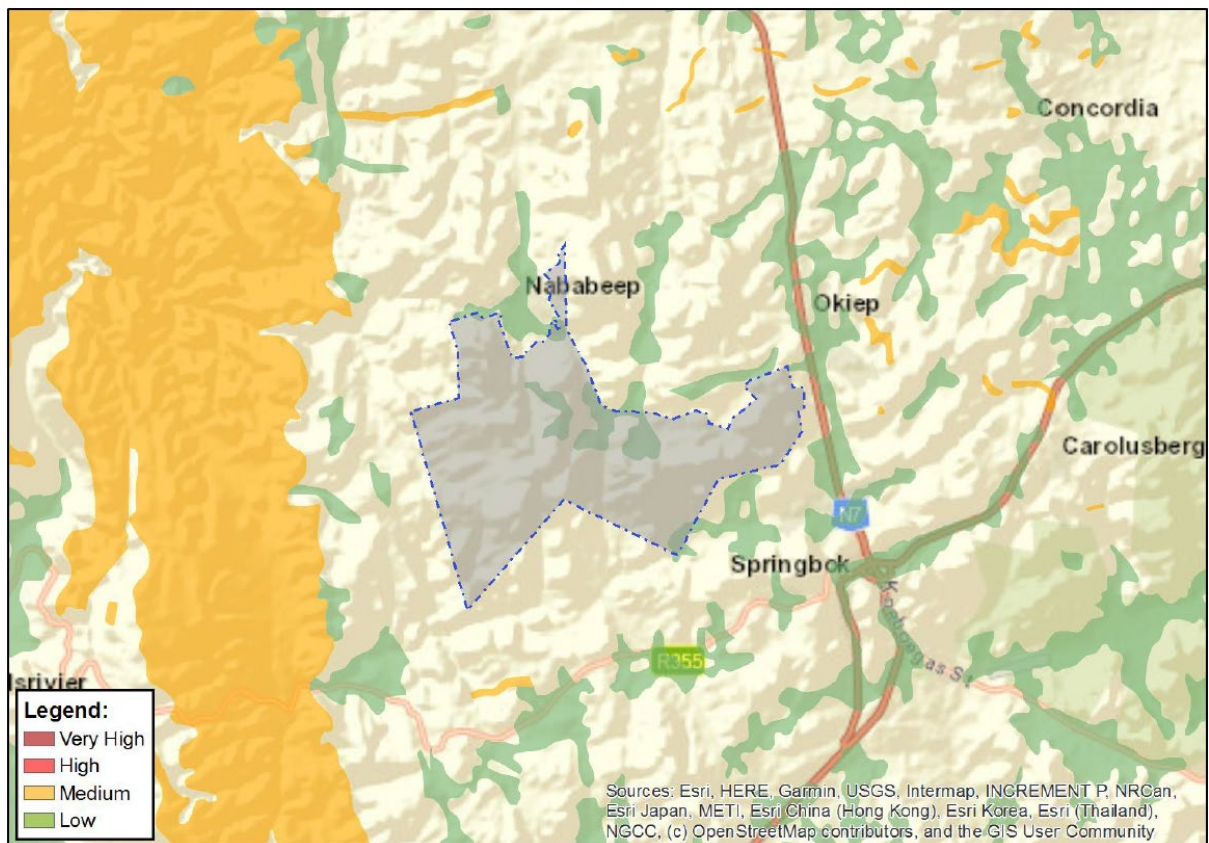 Concordia
Nababeep
Okiep
Carolusberg
N7
Springbok
R355
lsrivier
Legend:
Very High
High
Medium
Low
Sources: Esri, HERE, Garmin, USGS, Intermap, INCREMENT P, NRCan,
Esri Japan, METI, Esri China (Hong Kong), Esri Korea, Esri (Thailand),
NGCC, (c) OpenStreetMap contributors, and the GIS User Community